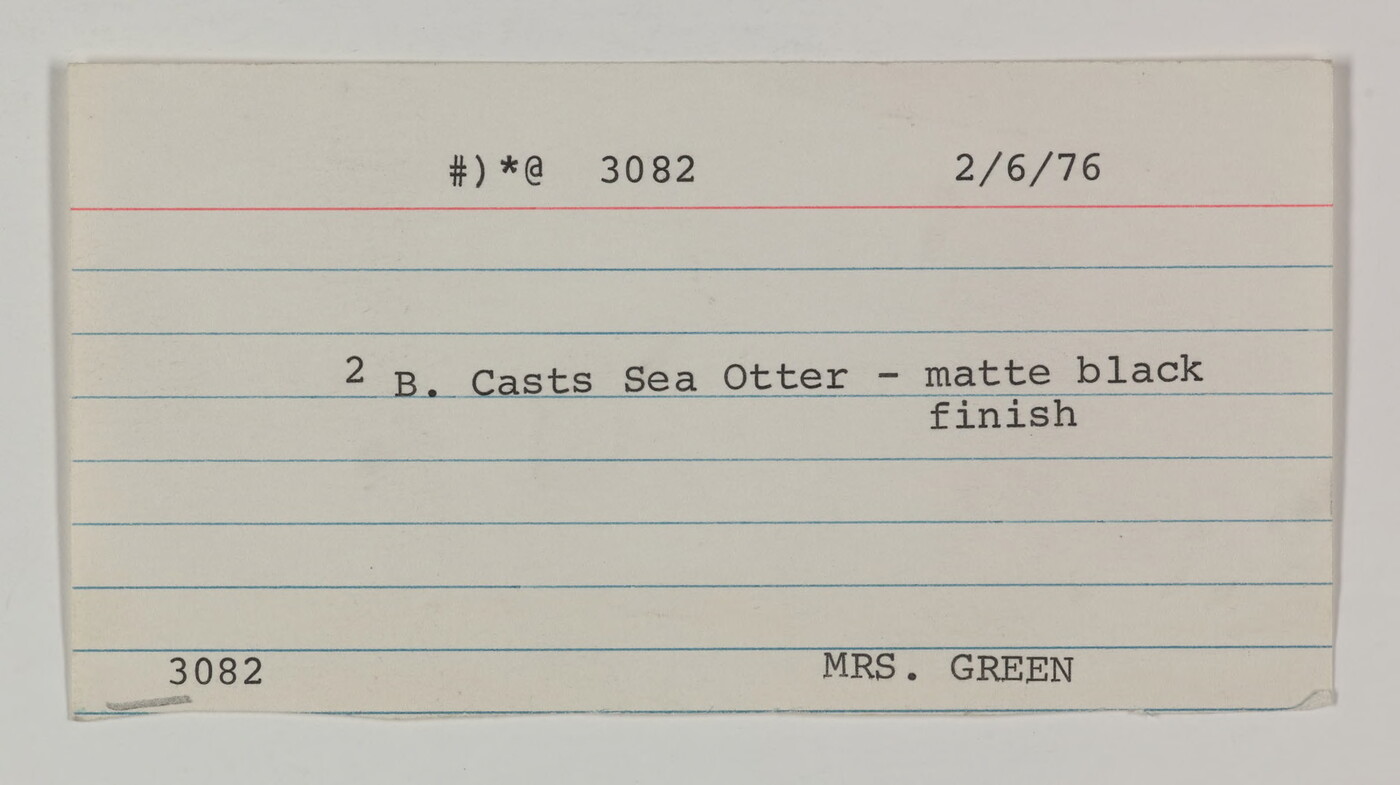 #)*@ 3082 2/6/76
2 B. Casts Sea Otter - matte black
finish
3082 MRS. GREEN